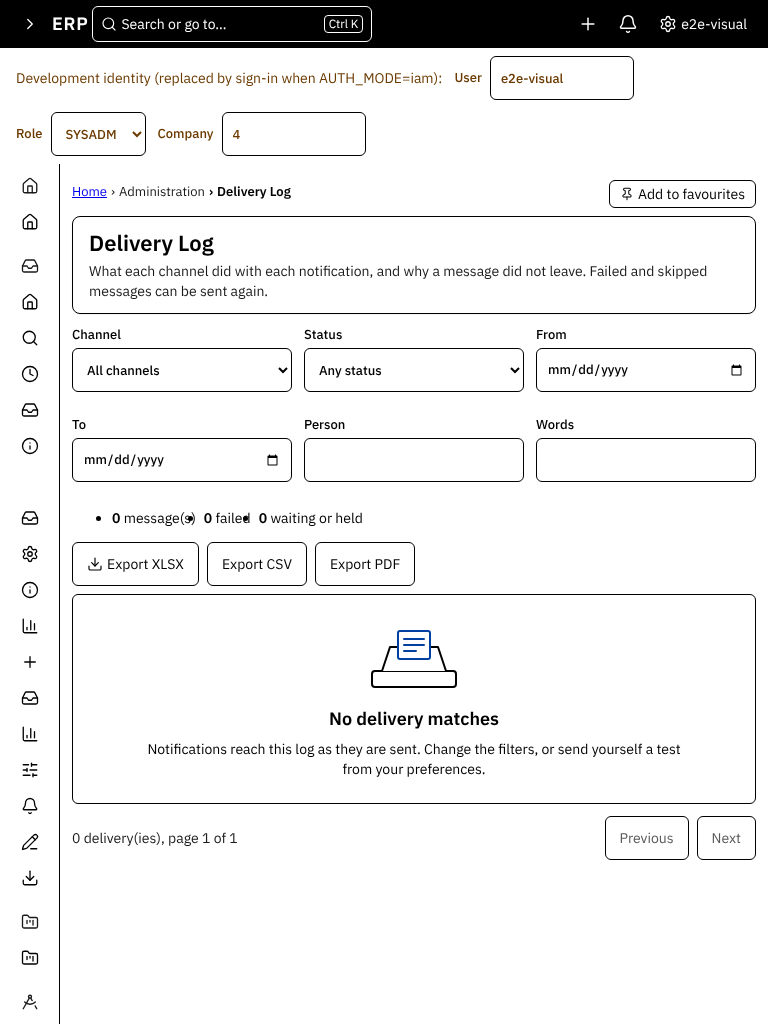 ERP
Search or go to...
Ctrl K
e2e-visual
Development identity (replaced by sign-in when AUTH_MODE=iam):
User
e2e-visual
Role
SYSADM
Company
4
Home › Administration › Delivery Log
Add to favourites
Delivery Log
What each channel did with each notification, and why a message did not leave. Failed and skipped
messages can be sent again.
Channel
Status
From
All channels
Any status
mm/dd/yyyy
To
Person
Words
mm/dd/yyyy
• 0 message(s) • 0 failed • 0 waiting or held
Export XLSX
Export CSV
Export PDF
No delivery matches
Notifications reach this log as they are sent. Change the filters, or send yourself a test
from your preferences.
0 delivery(ies), page 1 of 1
Previous
Next